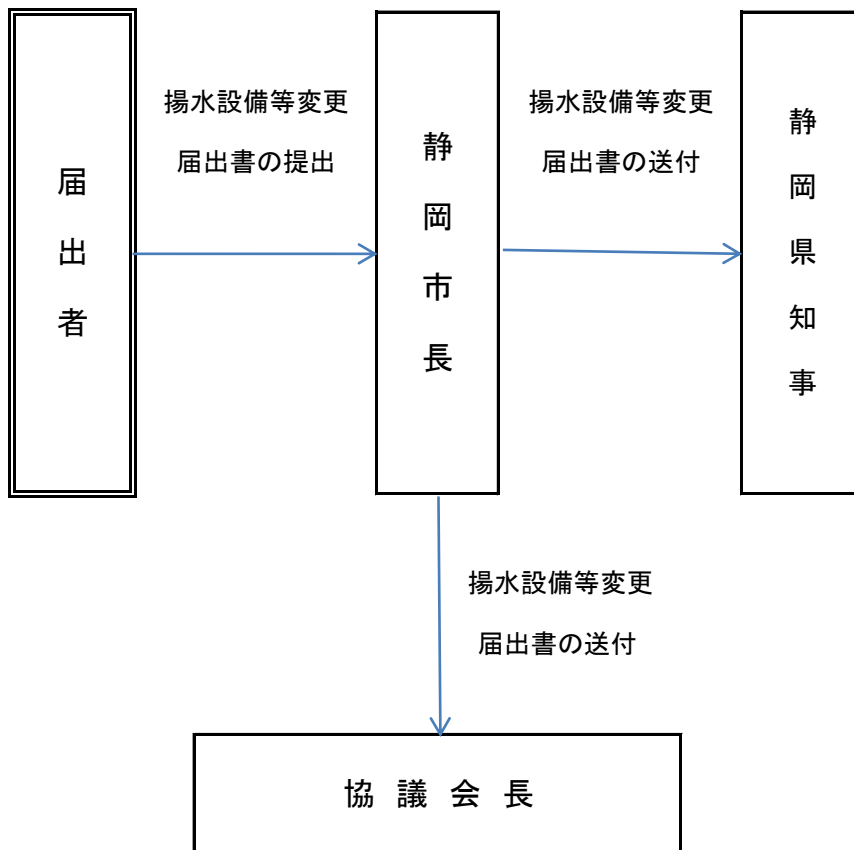 届出者
揚水設備等変更
届出書の提出
静岡市長
揚水設備等変更
届出書の送付
静岡県知事
揚水設備等変更
届出書の送付
協議会長